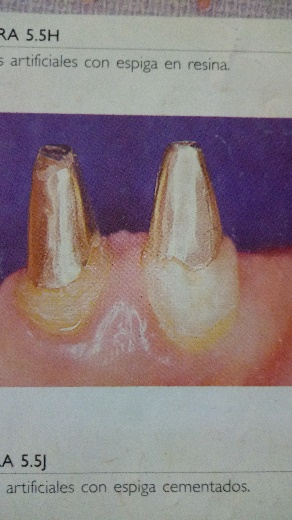 RA 5.5H
s artificiales con espiga en resina.
A 5.5J
artificiales con espiga cementados.